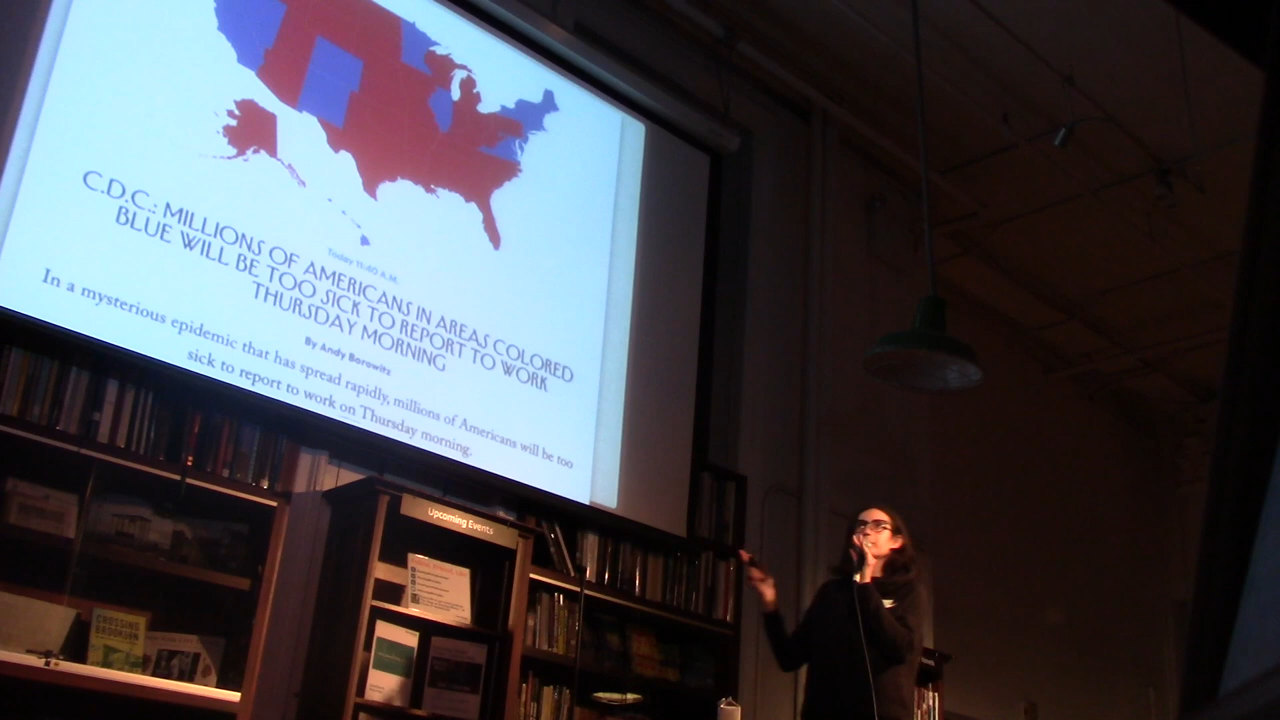 Today 11:40 A.M.
C.D.C.: MILLIONS OF AMERICANS IN AREAS COLORED
BLUE WILL BE TOO SICK TO REPORT TO WORK
THURSDAY MORNING
By Andy Borowitz
In a mysterious epidemic that has spread rapidly, millions of Americans will be too
sick to report to work on Thursday morning.
Upcoming Events
CROSSING
BROOKLYN